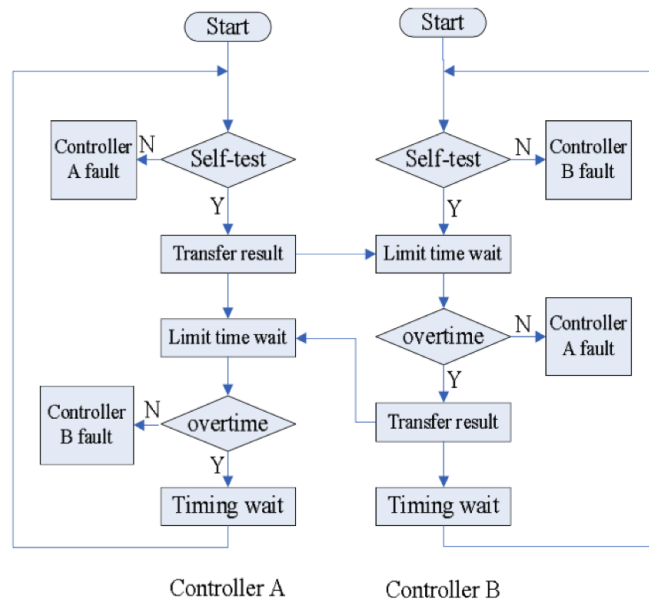 Start
Self-test
N
Controller
A fault
Y
Transfer result
Limit time wait
overtime
N
Controller
B fault
Y
Timing wait
Controller A
Start
Self-test
N
Controller
B fault
Y
Limit time wait
overtime
N
Controller
A fault
Y
Transfer result
Timing wait
Controller B